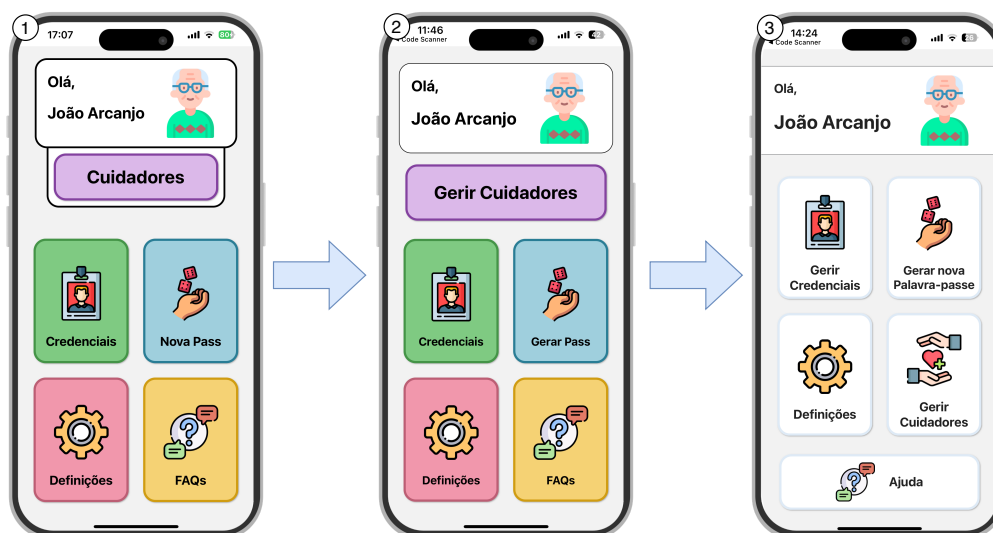 1
17:07
80
Olá,
João Arcanjo
Cuidadores
Credenciais
Nova Pass
Definições
FAQs
2
11:46
Code Scanner
42
Olá,
João Arcanjo
Gerir Cuidadores
Credenciais
Gerar Pass
Definições
FAQs
3
14:24
Code Scanner
26
Olá,
João Arcanjo
Gerir
Credenciais
Gerar nova
Palavra-passe
Definições
Gerir
Cuidadores
Ajuda